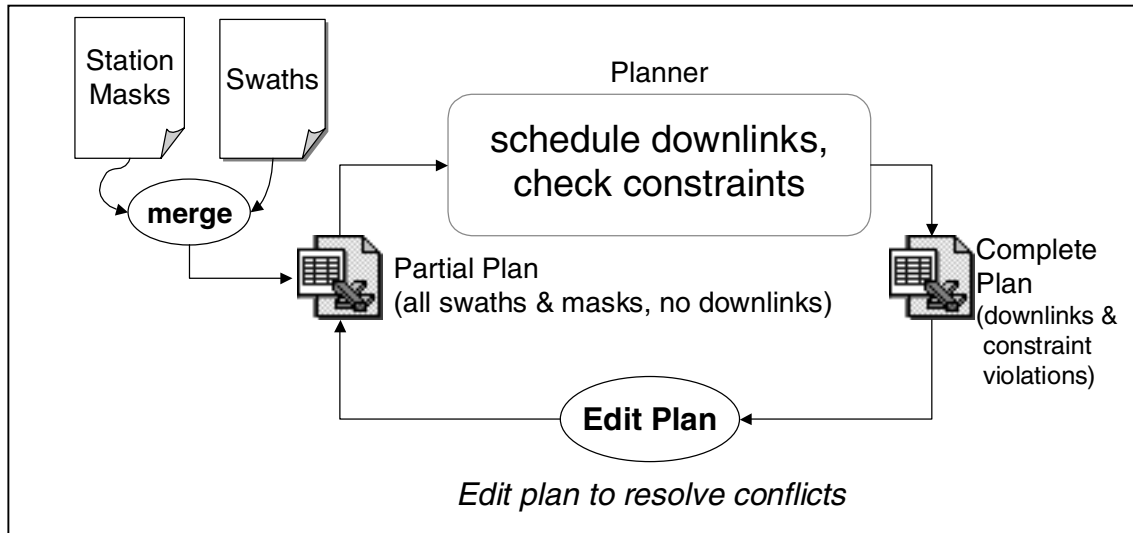 Station
Masks
Swaths
Planner
schedule downlinks,
check constraints
merge
Partial Plan
(all swaths & masks, no downlinks)
Complete
Plan
(downlinks &
constraint
violations)
Edit Plan
Edit plan to resolve conflicts